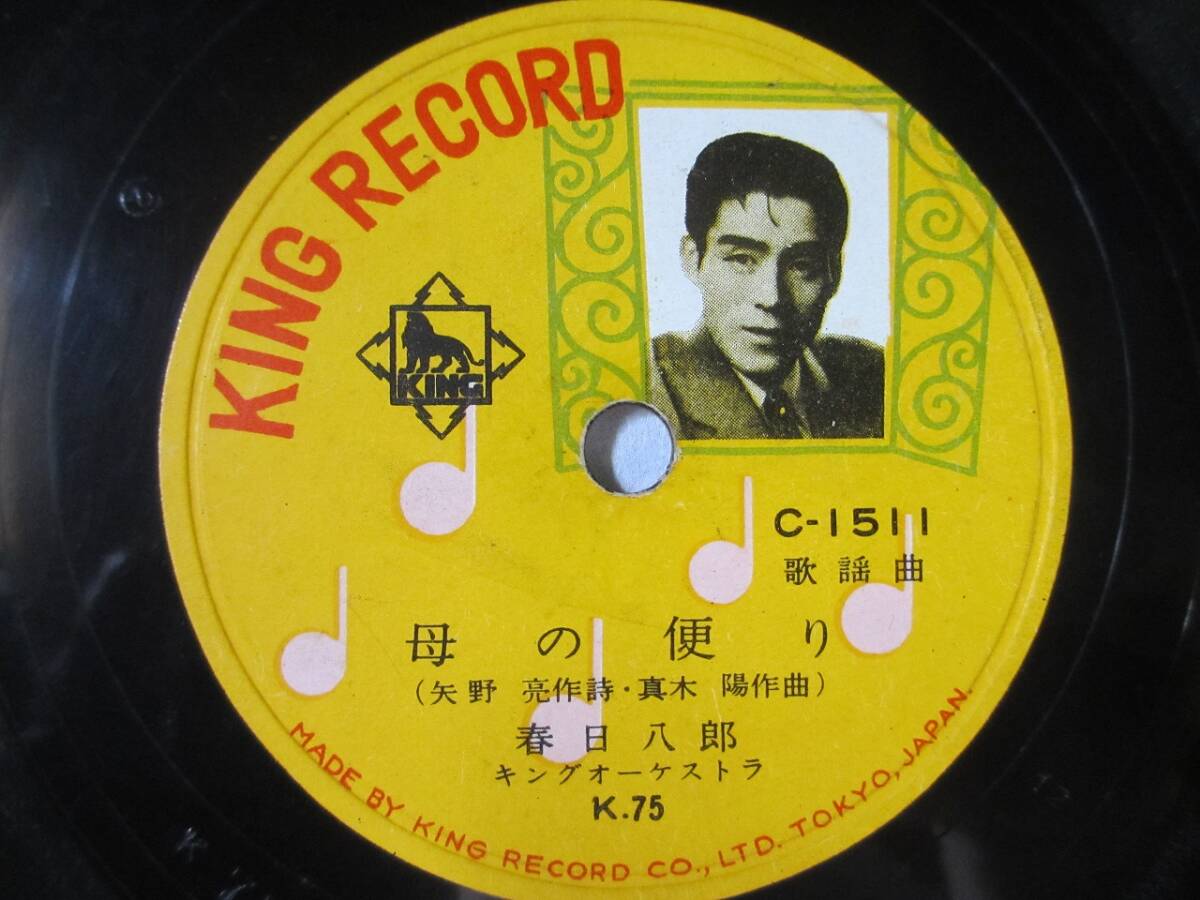 KING RECORD
KING
C-1511
歌謡曲
母の便り
(矢野 亮作詩・真木 陽作曲)
春日八郎
キングオーケストラ
K.75
MADE BY KING RECORD CO., LTD. TOKYO, JAPAN.